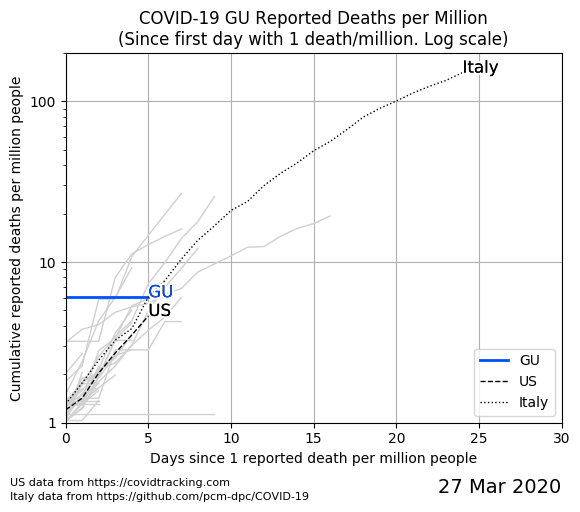 COVID-19 GU Reported Deaths per Million
(Since first day with 1 death/million. Log scale)
Cumulative reported deaths per million people
100
10
1
Italy
GU
US
GU
US
Italy
0 5 10 15 20 25 30
Days since 1 reported death per million people
US data from https://covidtracking.com
Italy data from https://github.com/pcm-dpc/COVID-19
27 Mar 2020